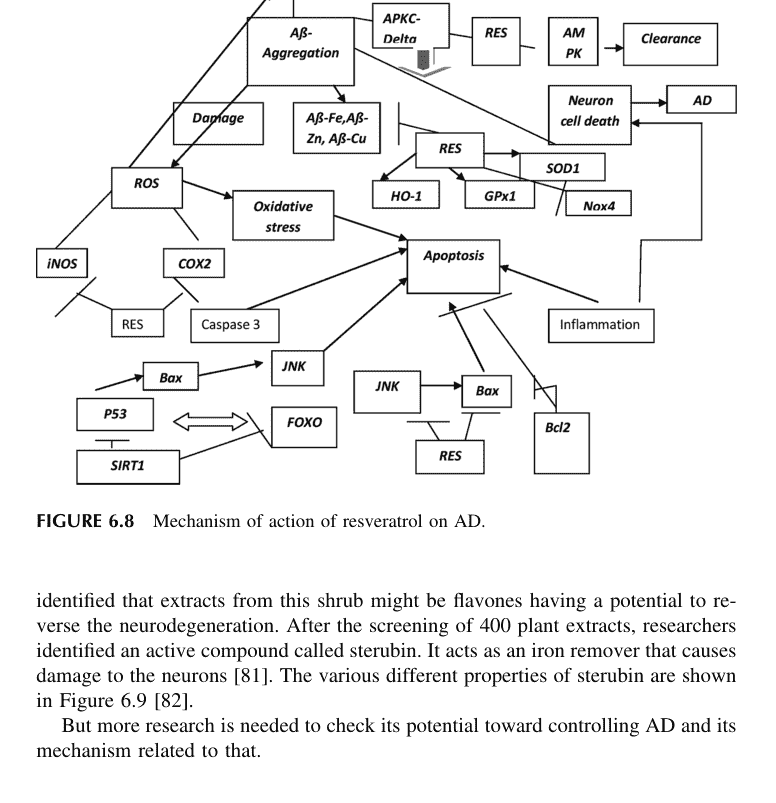 Aβ-
Aggregation
APKC-
Delta
RES
AM
PK
Clearance
Damage
Aβ-Fe,Aβ-
Zn, Aβ-Cu
Neuron
cell death
AD
RES
SOD1
HO-1
GPx1
Nox4
ROS
Oxidative
stress
iNOS
COX2
Apoptosis
RES
Caspase 3
Inflammation
Bax
JNK
P53
FOXO
SIRT1
JNK
Bax
Bcl2
RES
FIGURE 6.8 Mechanism of action of resveratrol on AD.
identified that extracts from this shrub might be flavones having a potential to re-
verse the neurodegeneration. After the screening of 400 plant extracts, researchers
identified an active compound called sterubin. It acts as an iron remover that causes
damage to the neurons [81]. The various different properties of sterubin are shown
in Figure 6.9 [82].
But more research is needed to check its potential toward controlling AD and its
mechanism related to that.